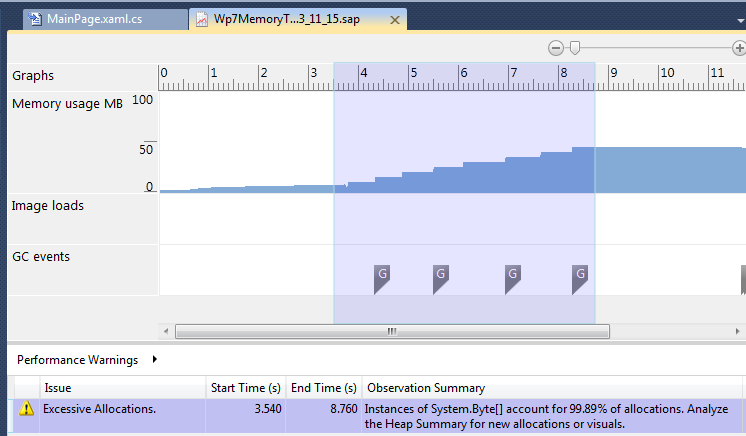 MainPage.xaml.cs
Wp7MemoryT...3_11_15.sap
Graphs
0 1 2 3 4 5 6 7 8 9 10 11
Memory usage MB
100
50
0
Image loads
GC events
G G G G
Performance Warnings
Issue Start Time (s) End Time (s) Observation Summary
Excessive Allocations. 3.540 8.760 Instances of System.Byte[] account for 99.89% of allocations. Analyze
the Heap Summary for new allocations or visuals.